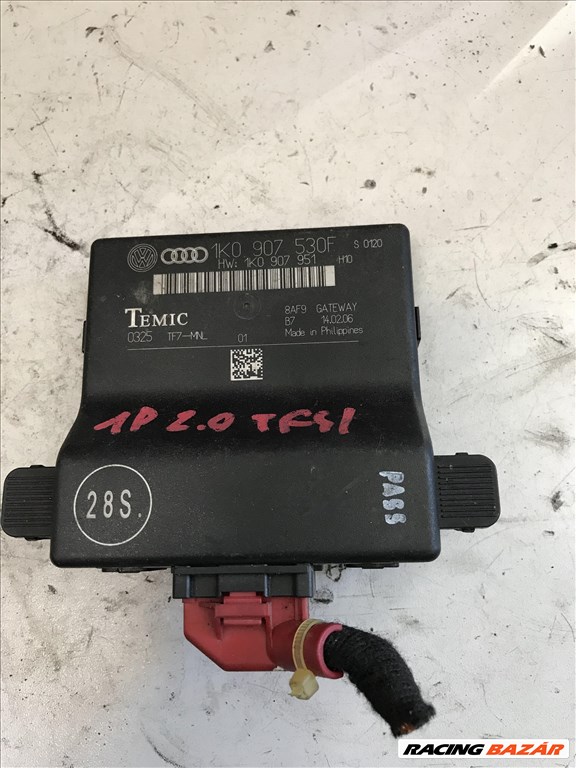 1K0 907 530F S 0120
HW: 1K0 907 951 H10
TEMIC
0325 TF7-MNL 01
8AF9 GATEWAY
B7 14.02.06
Made in Philippines
1P 2.0 TFSI
28S.
PASS
RACING BAZÁR